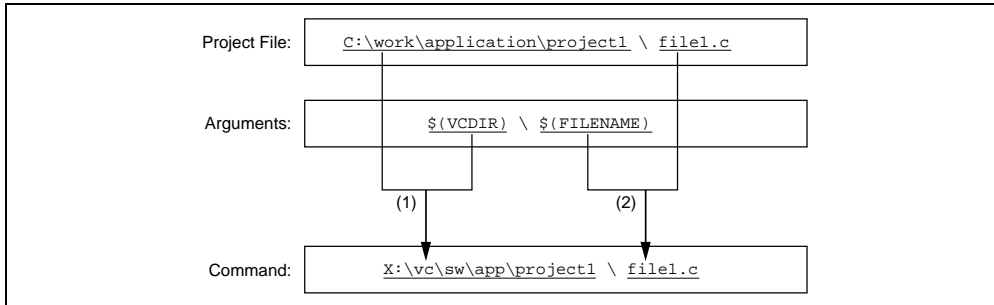 Project File: C:\work\application\project1 \ file1.c
Arguments: $(VCDIR) \ $(FILENAME)
(1) (2)
Command: X:\vc\sw\app\project1 \ file1.c